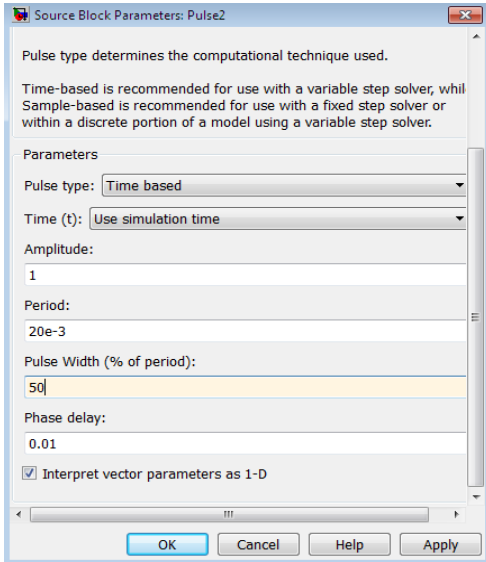 Source Block Parameters: Pulse2
Pulse type determines the computational technique used.
Time-based is recommended for use with a variable step solver, whil
Sample-based is recommended for use with a fixed step solver or
within a discrete portion of a model using a variable step solver.
Parameters
Pulse type: Time based
Time (t): Use simulation time
Amplitude:
1
Period:
20e-3
Pulse Width (% of period):
50
Phase delay:
0.01
Interpret vector parameters as 1-D
OK Cancel Help Apply